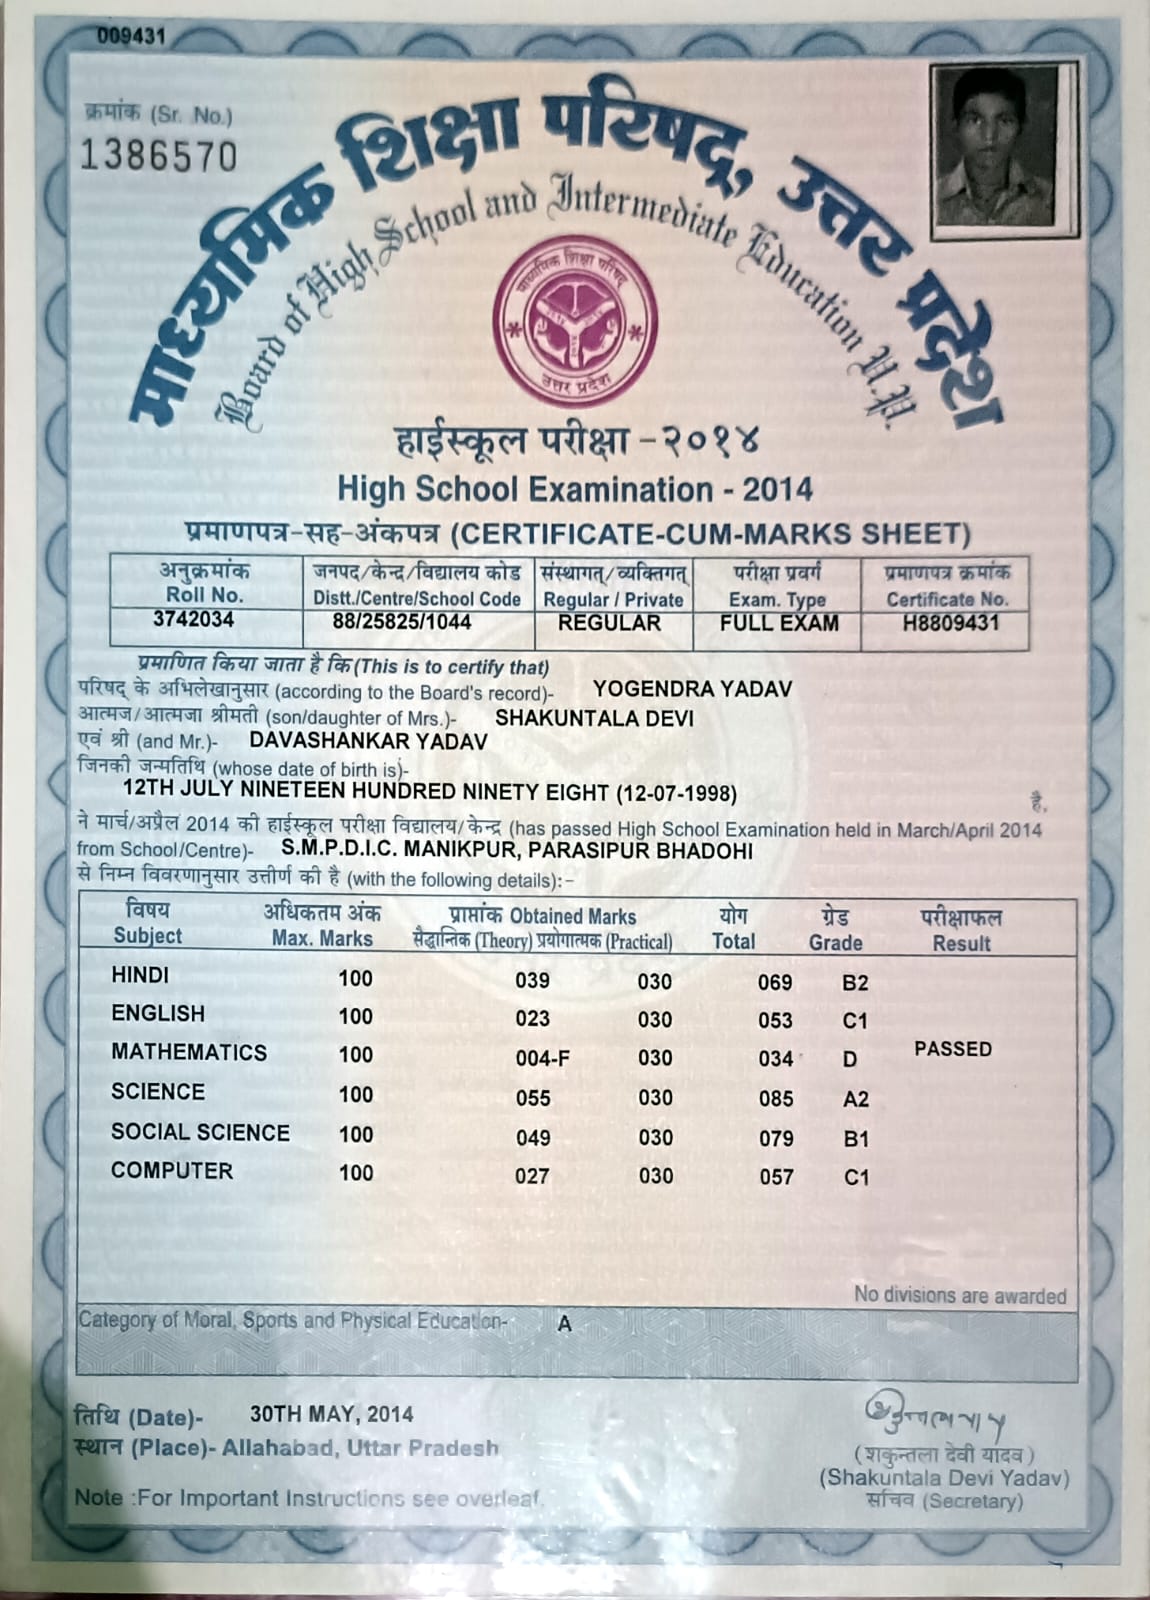 009431
क्रमांक (Sr. No.)
1386570
माध्यमिक शिक्षा परिषद्, उत्तर प्रदेश
Board of High School and Intermediate Education U.P.
माध्यमिक शिक्षा परिषद्
उत्तर प्रदेश
हाईस्कूल परीक्षा - २०१४
High School Examination - 2014
प्रमाणपत्र-सह-अंकपत्र (CERTIFICATE-CUM-MARKS SHEET)
अनुक्रमांक जनपद/केन्द्र/विद्यालय कोड संस्थागत्/व्यक्तिगत् परीक्षा प्रवर्ग प्रमाणपत्र क्रमांक
Roll No. Distt./Centre/School Code Regular / Private Exam. Type Certificate No.
3742034 88/25825/1044 REGULAR FULL EXAM H8809431
प्रमाणित किया जाता है कि (This is to certify that)
परिषद् के अभिलेखानुसार (according to the Board's record)- YOGENDRA YADAV
आत्मज/आत्मजा श्रीमती (son/daughter of Mrs.)- SHAKUNTALA DEVI
एवं श्री (and Mr.)- DAVASHANKAR YADAV
जिनकी जन्मतिथि (whose date of birth is)-
12TH JULY NINETEEN HUNDRED NINETY EIGHT (12-07-1998) है,
ने मार्च/अप्रैल 2014 की हाईस्कूल परीक्षा विद्यालय/केन्द्र (has passed High School Examination held in March/April 2014
from School/Centre)- S.M.P.D.I.C. MANIKPUR, PARASIPUR BHADOHI
से निम्न विवरणानुसार उत्तीर्ण की है (with the following details):-
विषय अधिकतम अंक प्राप्तांक Obtained Marks योग ग्रेड परीक्षाफल
Subject Max. Marks सैद्धान्तिक (Theory) प्रयोगात्मक (Practical) Total Grade Result
HINDI 100 039 030 069 B2
ENGLISH 100 023 030 053 C1
MATHEMATICS 100 004-F 030 034 D PASSED
SCIENCE 100 055 030 085 A2
SOCIAL SCIENCE 100 049 030 079 B1
COMPUTER 100 027 030 057 C1
No divisions are awarded
Category of Moral, Sports and Physical Education- A
तिथि (Date)- 30TH MAY, 2014
स्थान (Place)- Allahabad, Uttar Pradesh
(शकुन्तला देवी यादव)
(Shakuntala Devi Yadav)
सचिव (Secretary)
Note :For Important Instructions see overleaf.